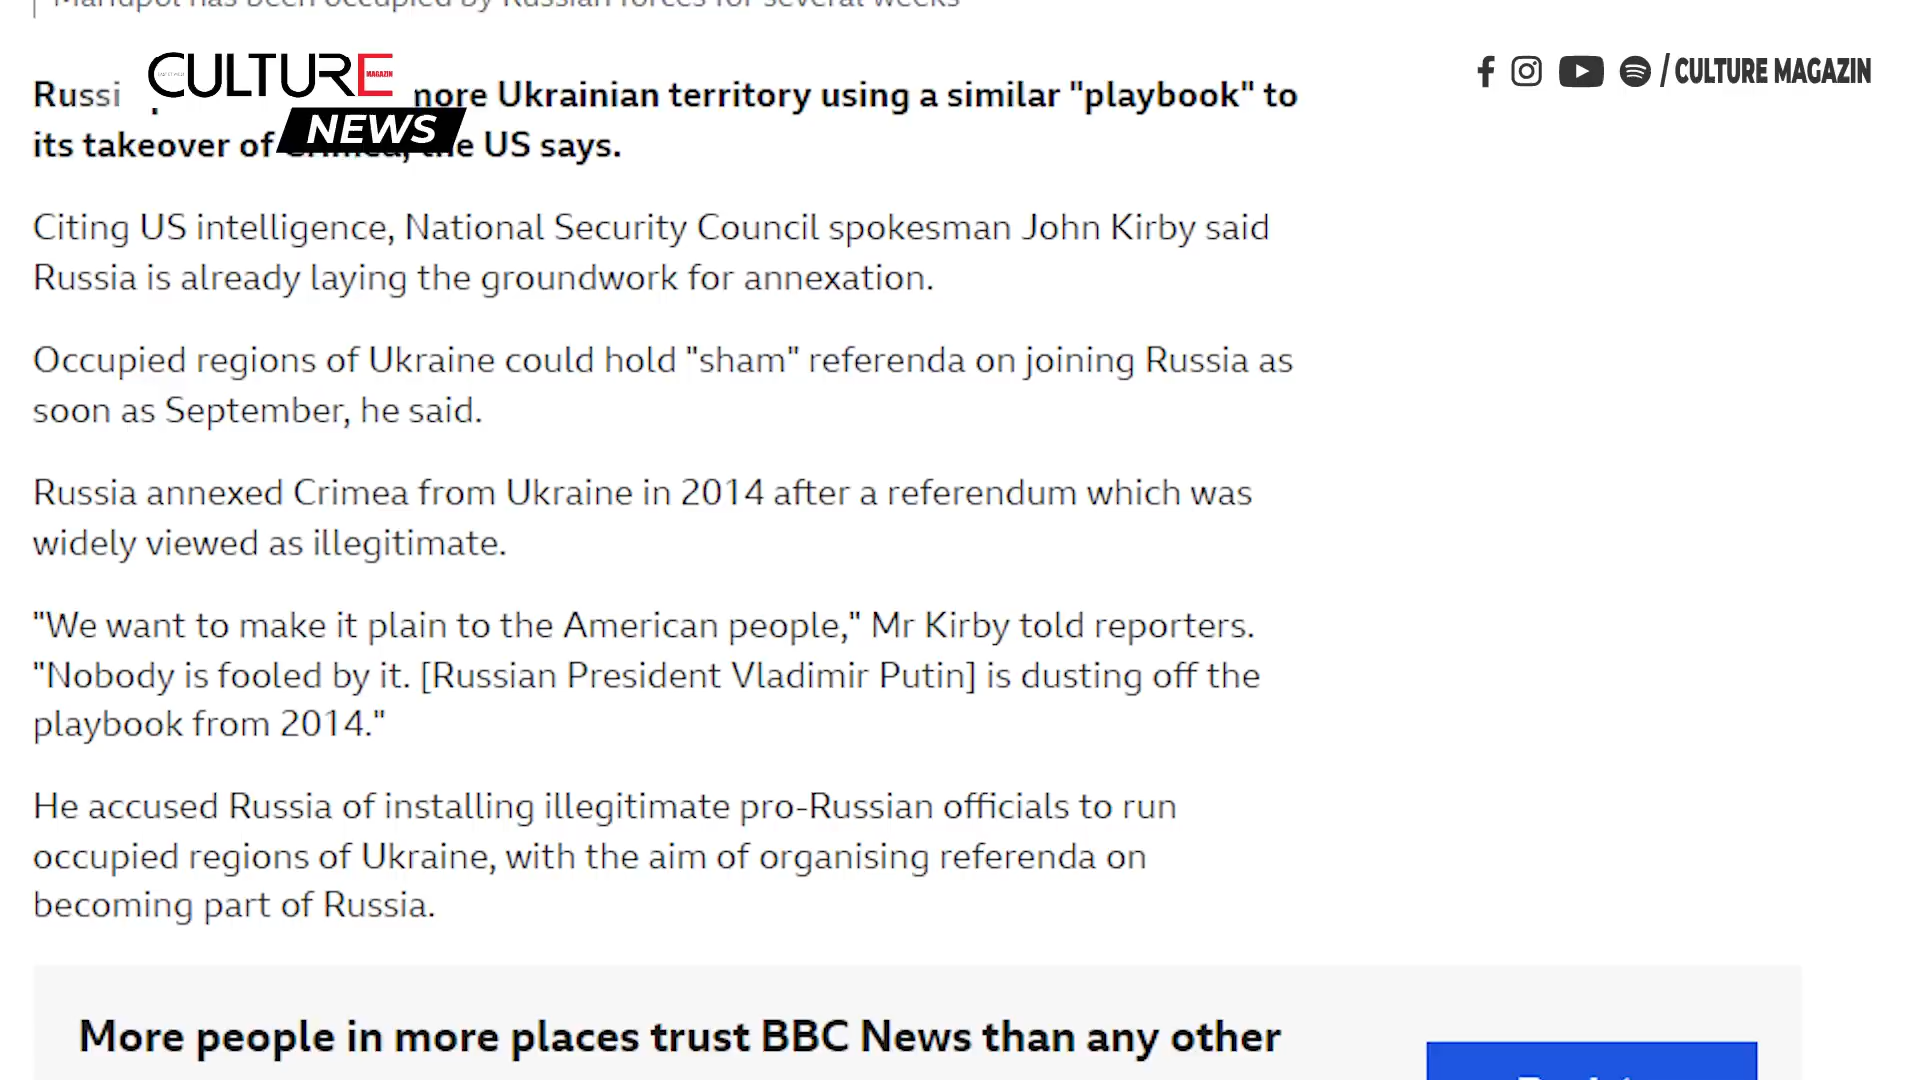 Mariupol has been occupied by Russian forces for several weeks
CULTURE
MAGAZIN
NEWS
/ CULTURE MAGAZIN
Russi more Ukrainian territory using a similar "playbook" to
its takeover of Crimea, the US says.
Citing US intelligence, National Security Council spokesman John Kirby said
Russia is already laying the groundwork for annexation.
Occupied regions of Ukraine could hold "sham" referenda on joining Russia as
soon as September, he said.
Russia annexed Crimea from Ukraine in 2014 after a referendum which was
widely viewed as illegitimate.
"We want to make it plain to the American people," Mr Kirby told reporters.
"Nobody is fooled by it. [Russian President Vladimir Putin] is dusting off the
playbook from 2014."
He accused Russia of installing illegitimate pro-Russian officials to run
occupied regions of Ukraine, with the aim of organising referenda on
becoming part of Russia.
More people in more places trust BBC News than any other